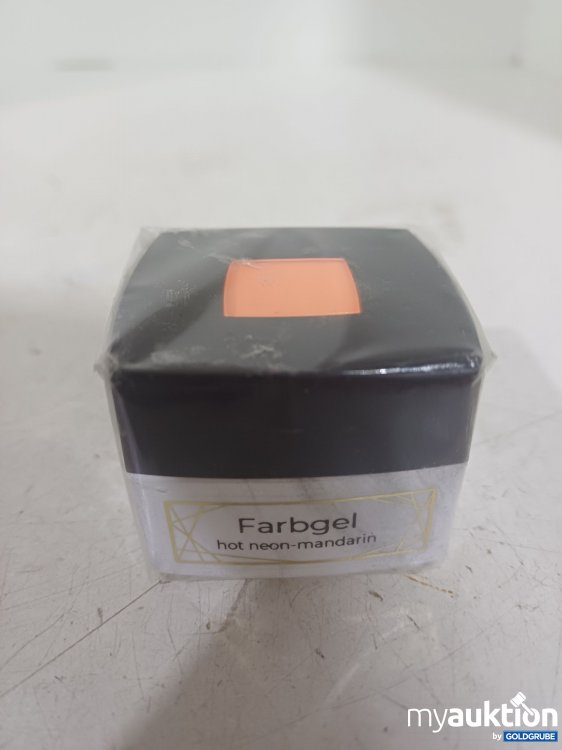 Farbgel
hot neon-mandarin
myauktion
by GOLDGRUBE